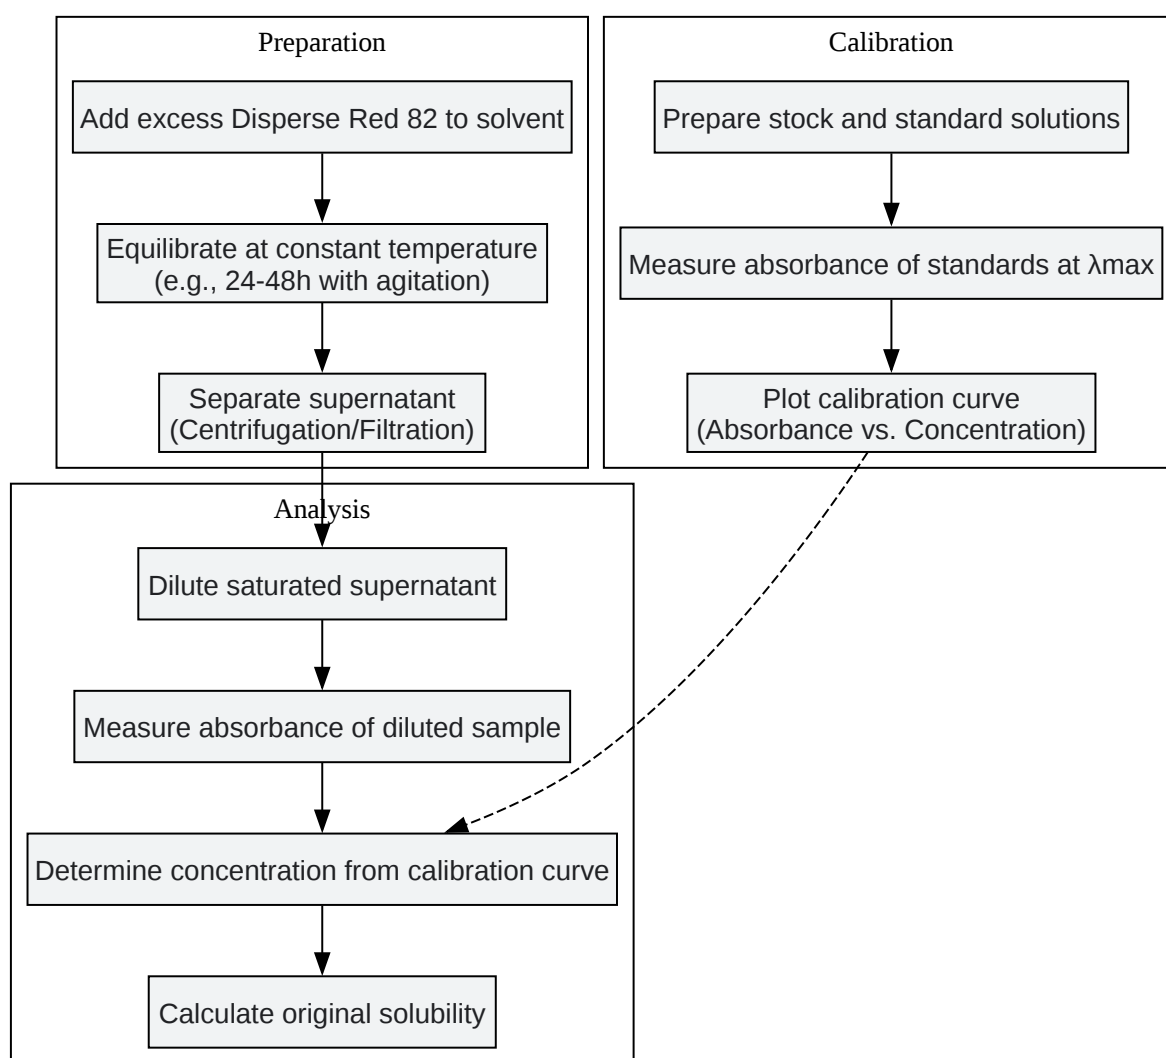 Preparation
Add excess Disperse Red 82 to solvent
Equilibrate at constant temperature
(e.g., 24-48h with agitation)
Separate supernatant
(Centrifugation/Filtration)
Calibration
Prepare stock and standard solutions
Measure absorbance of standards at λmax
Plot calibration curve
(Absorbance vs. Concentration)
Analysis
Dilute saturated supernatant
Measure absorbance of diluted sample
Determine concentration from calibration curve
Calculate original solubility